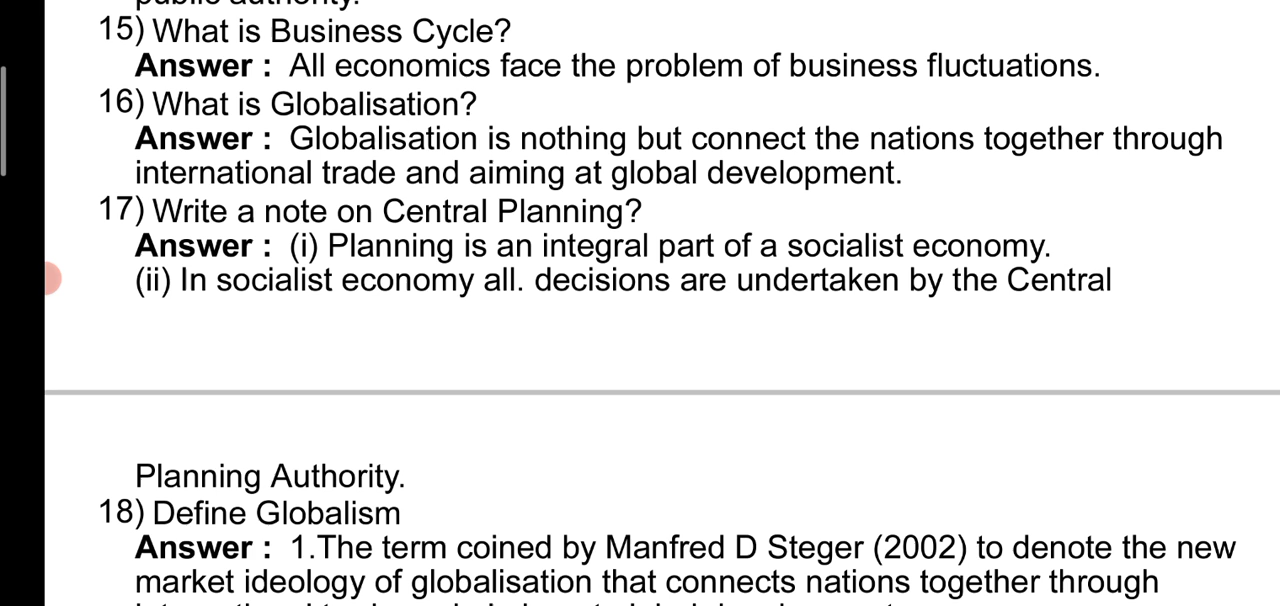 public authority.
15) What is Business Cycle?
Answer : All economics face the problem of business fluctuations.
16) What is Globalisation?
Answer : Globalisation is nothing but connect the nations together through
international trade and aiming at global development.
17) Write a note on Central Planning?
Answer : (i) Planning is an integral part of a socialist economy.
(ii) In socialist economy all. decisions are undertaken by the Central
Planning Authority.
18) Define Globalism
Answer : 1.The term coined by Manfred D Steger (2002) to denote the new
market ideology of globalisation that connects nations together through